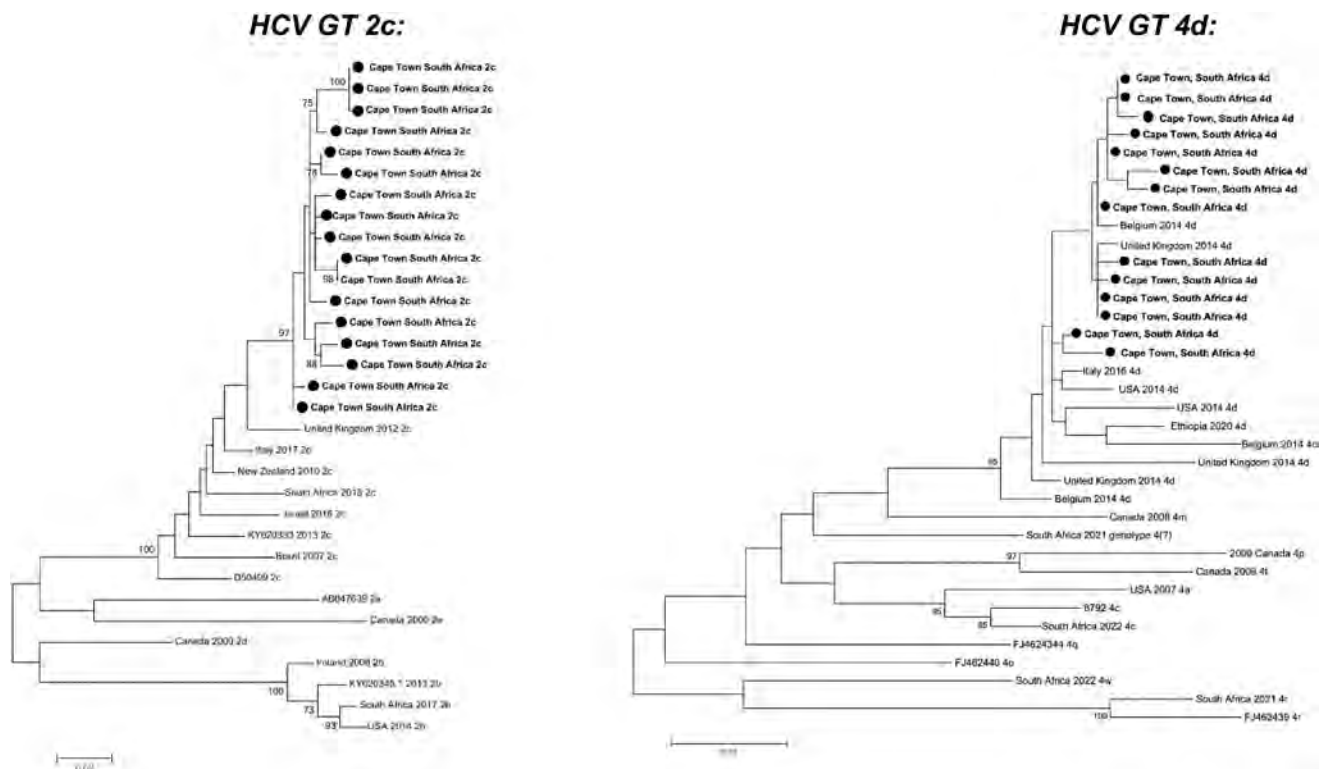 HCV GT 2c:
100
Cape Town South Africa 2c
Cape Town South Africa 2c
75
Cape Town South Africa 2c
Cape Town South Africa 2c
Cape Town South Africa 2c
78
Cape Town South Africa 2c
Cape Town South Africa 2c
Cape Town South Africa 2c
Cape Town South Africa 2c
Cape Town South Africa 2c
98
Cape Town South Africa 2c
Cape Town South Africa 2c
Cape Town South Africa 2c
97
Cape Town South Africa 2c
88
Cape Town South Africa 2c
Cape Town South Africa 2c
Cape Town South Africa 2c
United Kingdom 2012 2c
Italy 2017 2c
New Zealand 2010 2c
South Africa 2c
Israel 2016 2c
2013 2c
100
Brazil 2007 2c
D50409 2c
2a
Canada 2e
Canada 2d
Poland 2008 2b
100
2b
73
South Africa 2017 2b
93
USA 2014 2b
HCV GT 4d:
Cape Town, South Africa 4d
Cape Town, South Africa 4d
Cape Town, South Africa 4d
Cape Town, South Africa 4d
Cape Town, South Africa 4d
Cape Town, South Africa 4d
Cape Town, South Africa 4d
Cape Town, South Africa 4d
Belgium 2014 4d
United Kingdom 2014 4d
Cape Town, South Africa 4d
Cape Town, South Africa 4d
Cape Town, South Africa 4d
Cape Town, South Africa 4d
Cape Town, South Africa 4d
Cape Town, South Africa 4d
Italy 2016 4d
USA 2014 4d
USA 2014 4d
Ethiopia 2020 4d
Belgium 2014 4d
United Kingdom 2014 4d
United Kingdom 2014 4d
Belgium 2014 4d
Canada 2008 4m
South Africa 2021 genotype 4(?)
97
2009 Canada 4p
Canada 2009 4t
USA 2007 4a
95
4c
85
South Africa 2022 4c
FJ4624344 4q
FJ462440 4o
South Africa 2022 4w
South Africa 2021 4r
100
FJ462439 4r